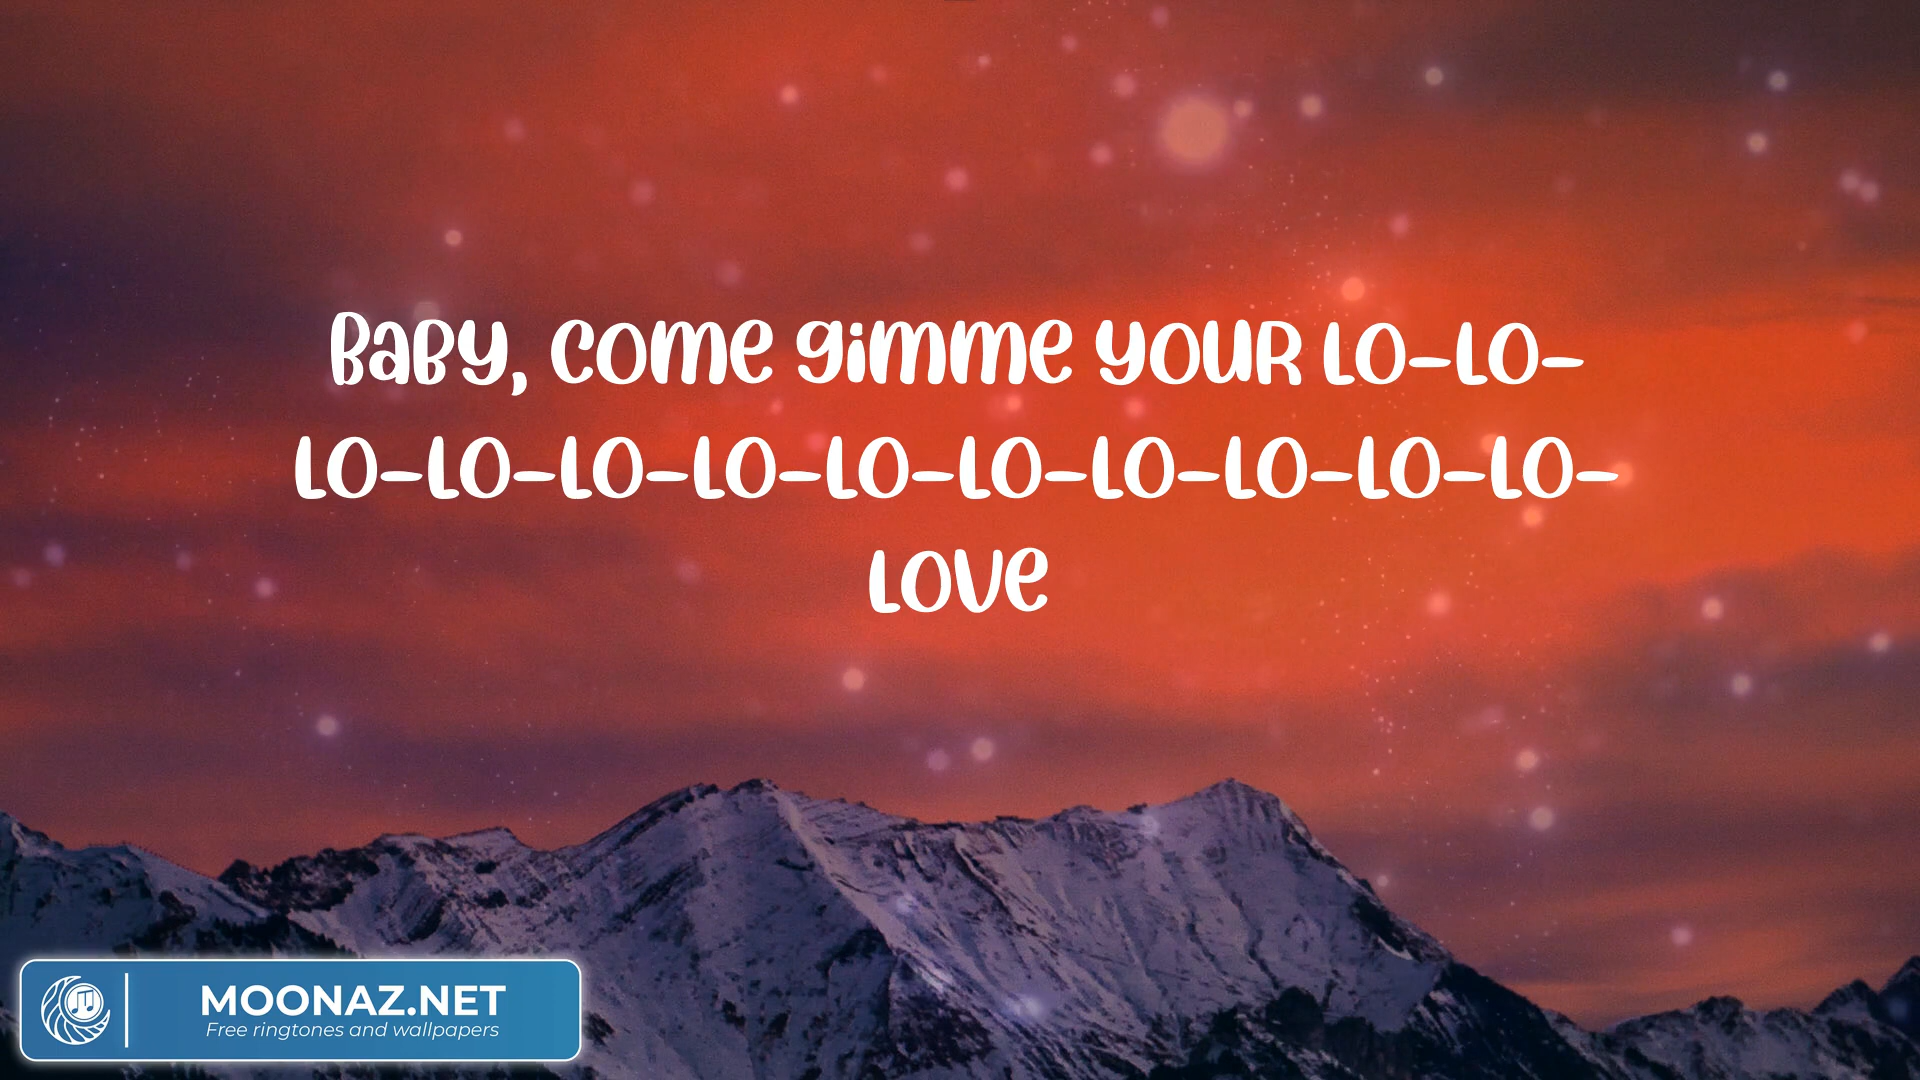 Baby, come gimme your lo-lo-
lo-lo-lo-lo-lo-lo-lo-lo-lo-lo-
love
MOONAZ.NET
Free ringtones and wallpapers